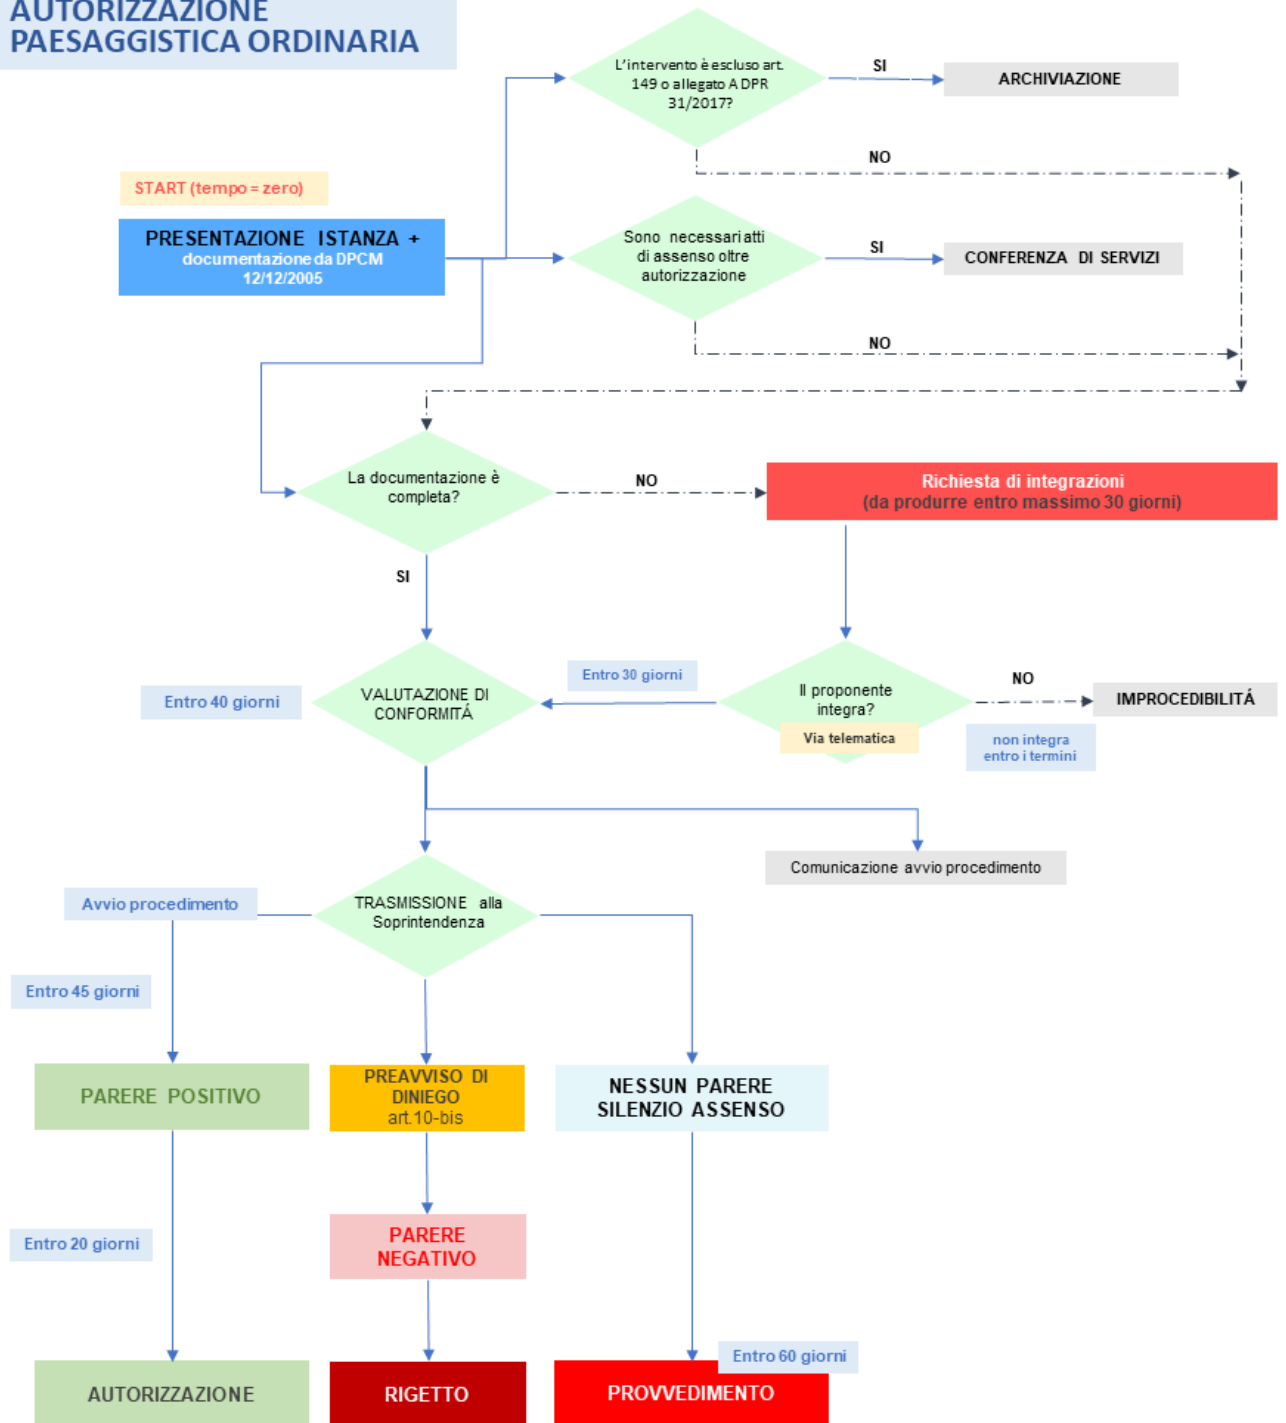 AUTORIZZAZIONE
PAESAGGISTICA ORDINARIA
L'intervento è escluso art.
149 o allegato A DPR
31/2017?
SI
ARCHIVIAZIONE
NO
START (tempo = zero)
PRESENTAZIONE ISTANZA +
documentazione da DPCM
12/12/2005
Sono necessari atti
di assenso oltre
autorizzazione
SI
CONFERENZA DI SERVIZI
NO
La documentazione è
completa?
NO
Richiesta di integrazioni
(da produrre entro massimo 30 giorni)
SI
Entro 40 giorni
VALUTAZIONE DI
CONFORMITÁ
Entro 30 giorni
Il proponente
integra?
Via telematica
NO
IMPROCEDIBILITÁ
non integra
entro i termini
Comunicazione avvio procedimento
Avvio procedimento
TRASMISSIONE alla
Soprintendenza
Entro 45 giorni
PARERE POSITIVO
PREAVVISO DI
DINIEGO
art.10-bis
NESSUN PARERE
SILENZIO ASSENSO
Entro 20 giorni
PARERE
NEGATIVO
Entro 60 giorni
AUTORIZZAZIONE
RIGETTO
PROVVEDIMENTO